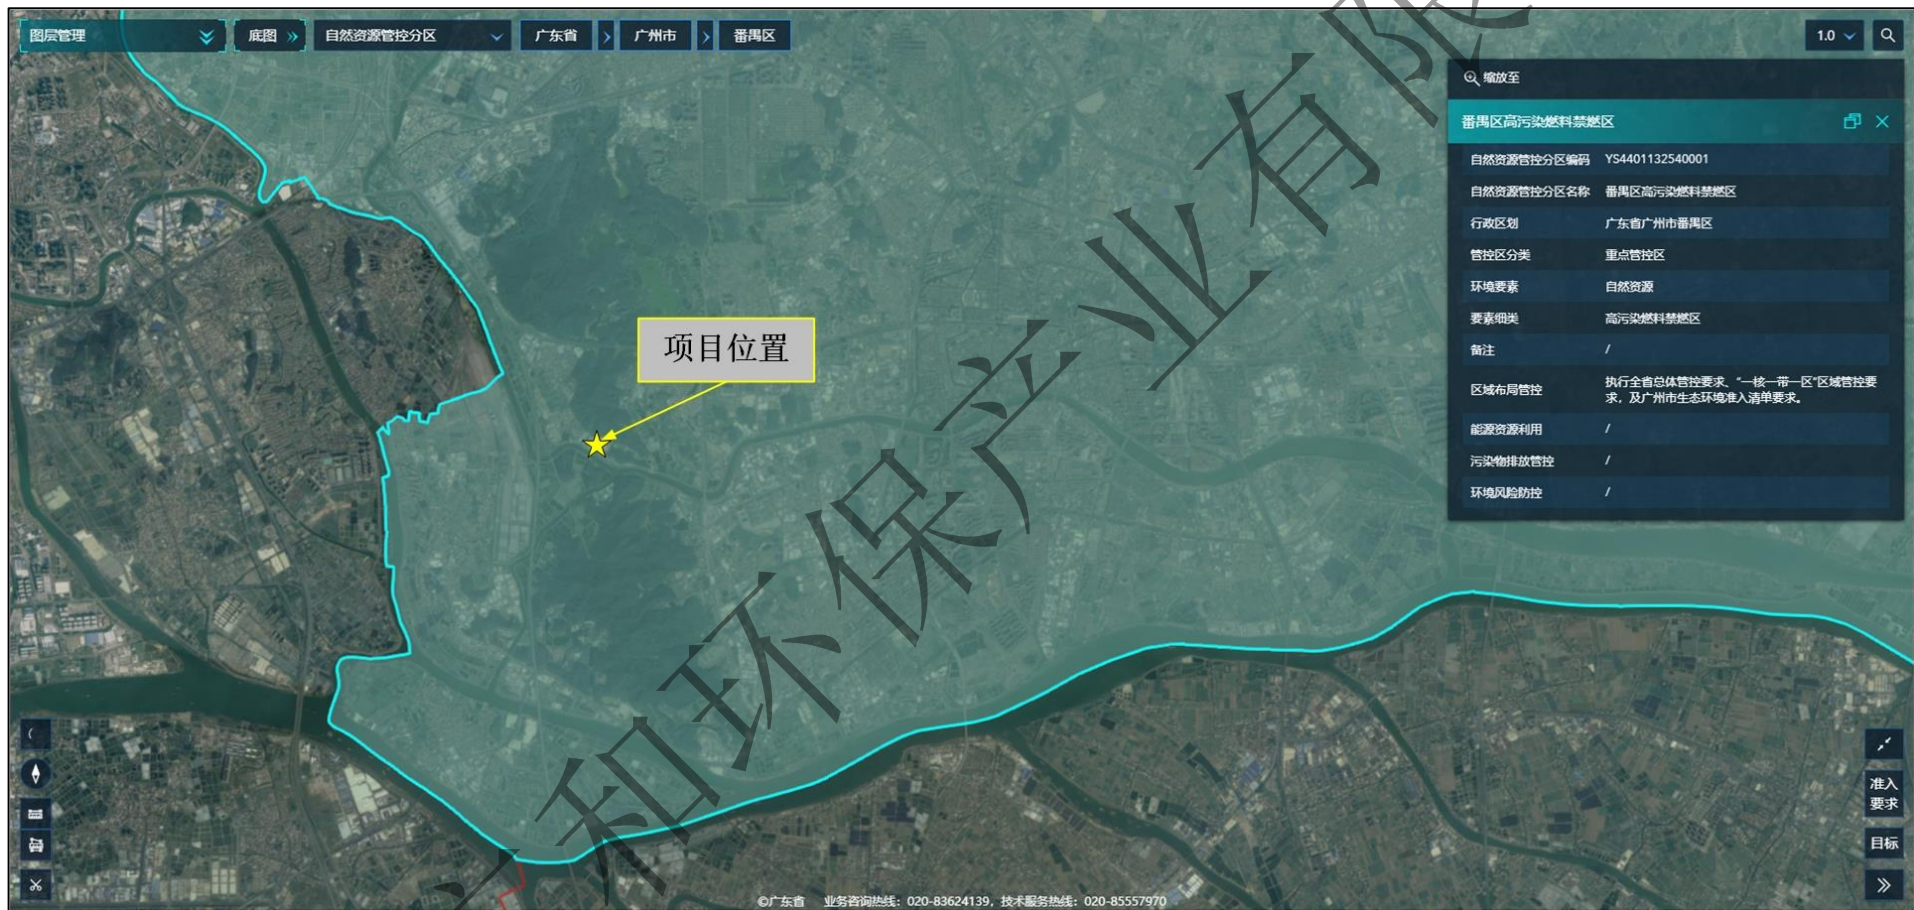 图层管理
底图
自然资源管控分区
广东省
广州市
番禺区
1.0
缩放至
番禺区高污染燃料禁燃区
自然资源管控分区编码 YS4401132540001
自然资源管控分区名称 番禺区高污染燃料禁燃区
行政区划 广东省广州市番禺区
管控区分类 重点管控区
环境要素 自然资源
要素细类 高污染燃料禁燃区
备注 /
区域布局管控 执行全省总体管控要求、“一核一带一区”区域管控要
求，及广州市生态环境准入清单要求。
能源资源利用 /
污染物排放管控 /
环境风险防控 /
项目位置
和环保产业有限
准入
要求
目标
©广东省 业务咨询热线：020-83624139，技术服务热线：020-85557970